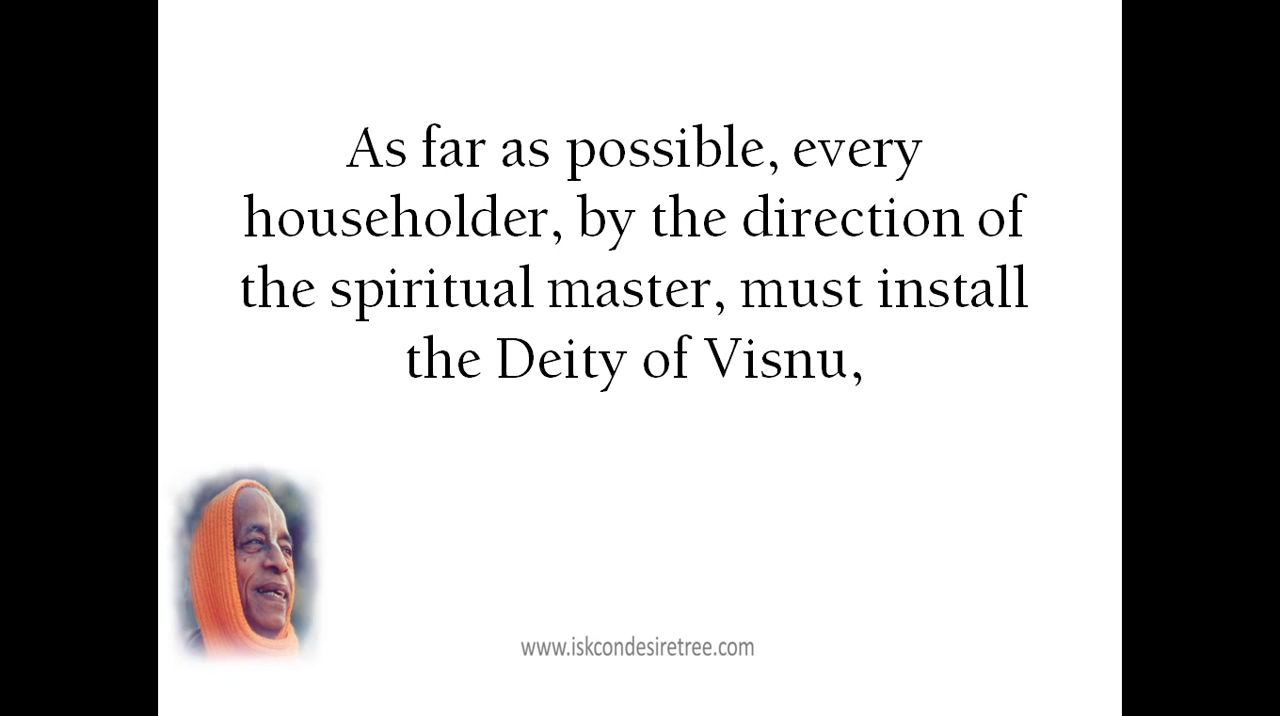 As far as possible, every
householder, by the direction of
the spiritual master, must install
the Deity of Visnu,
www.iskcondesiretree.com